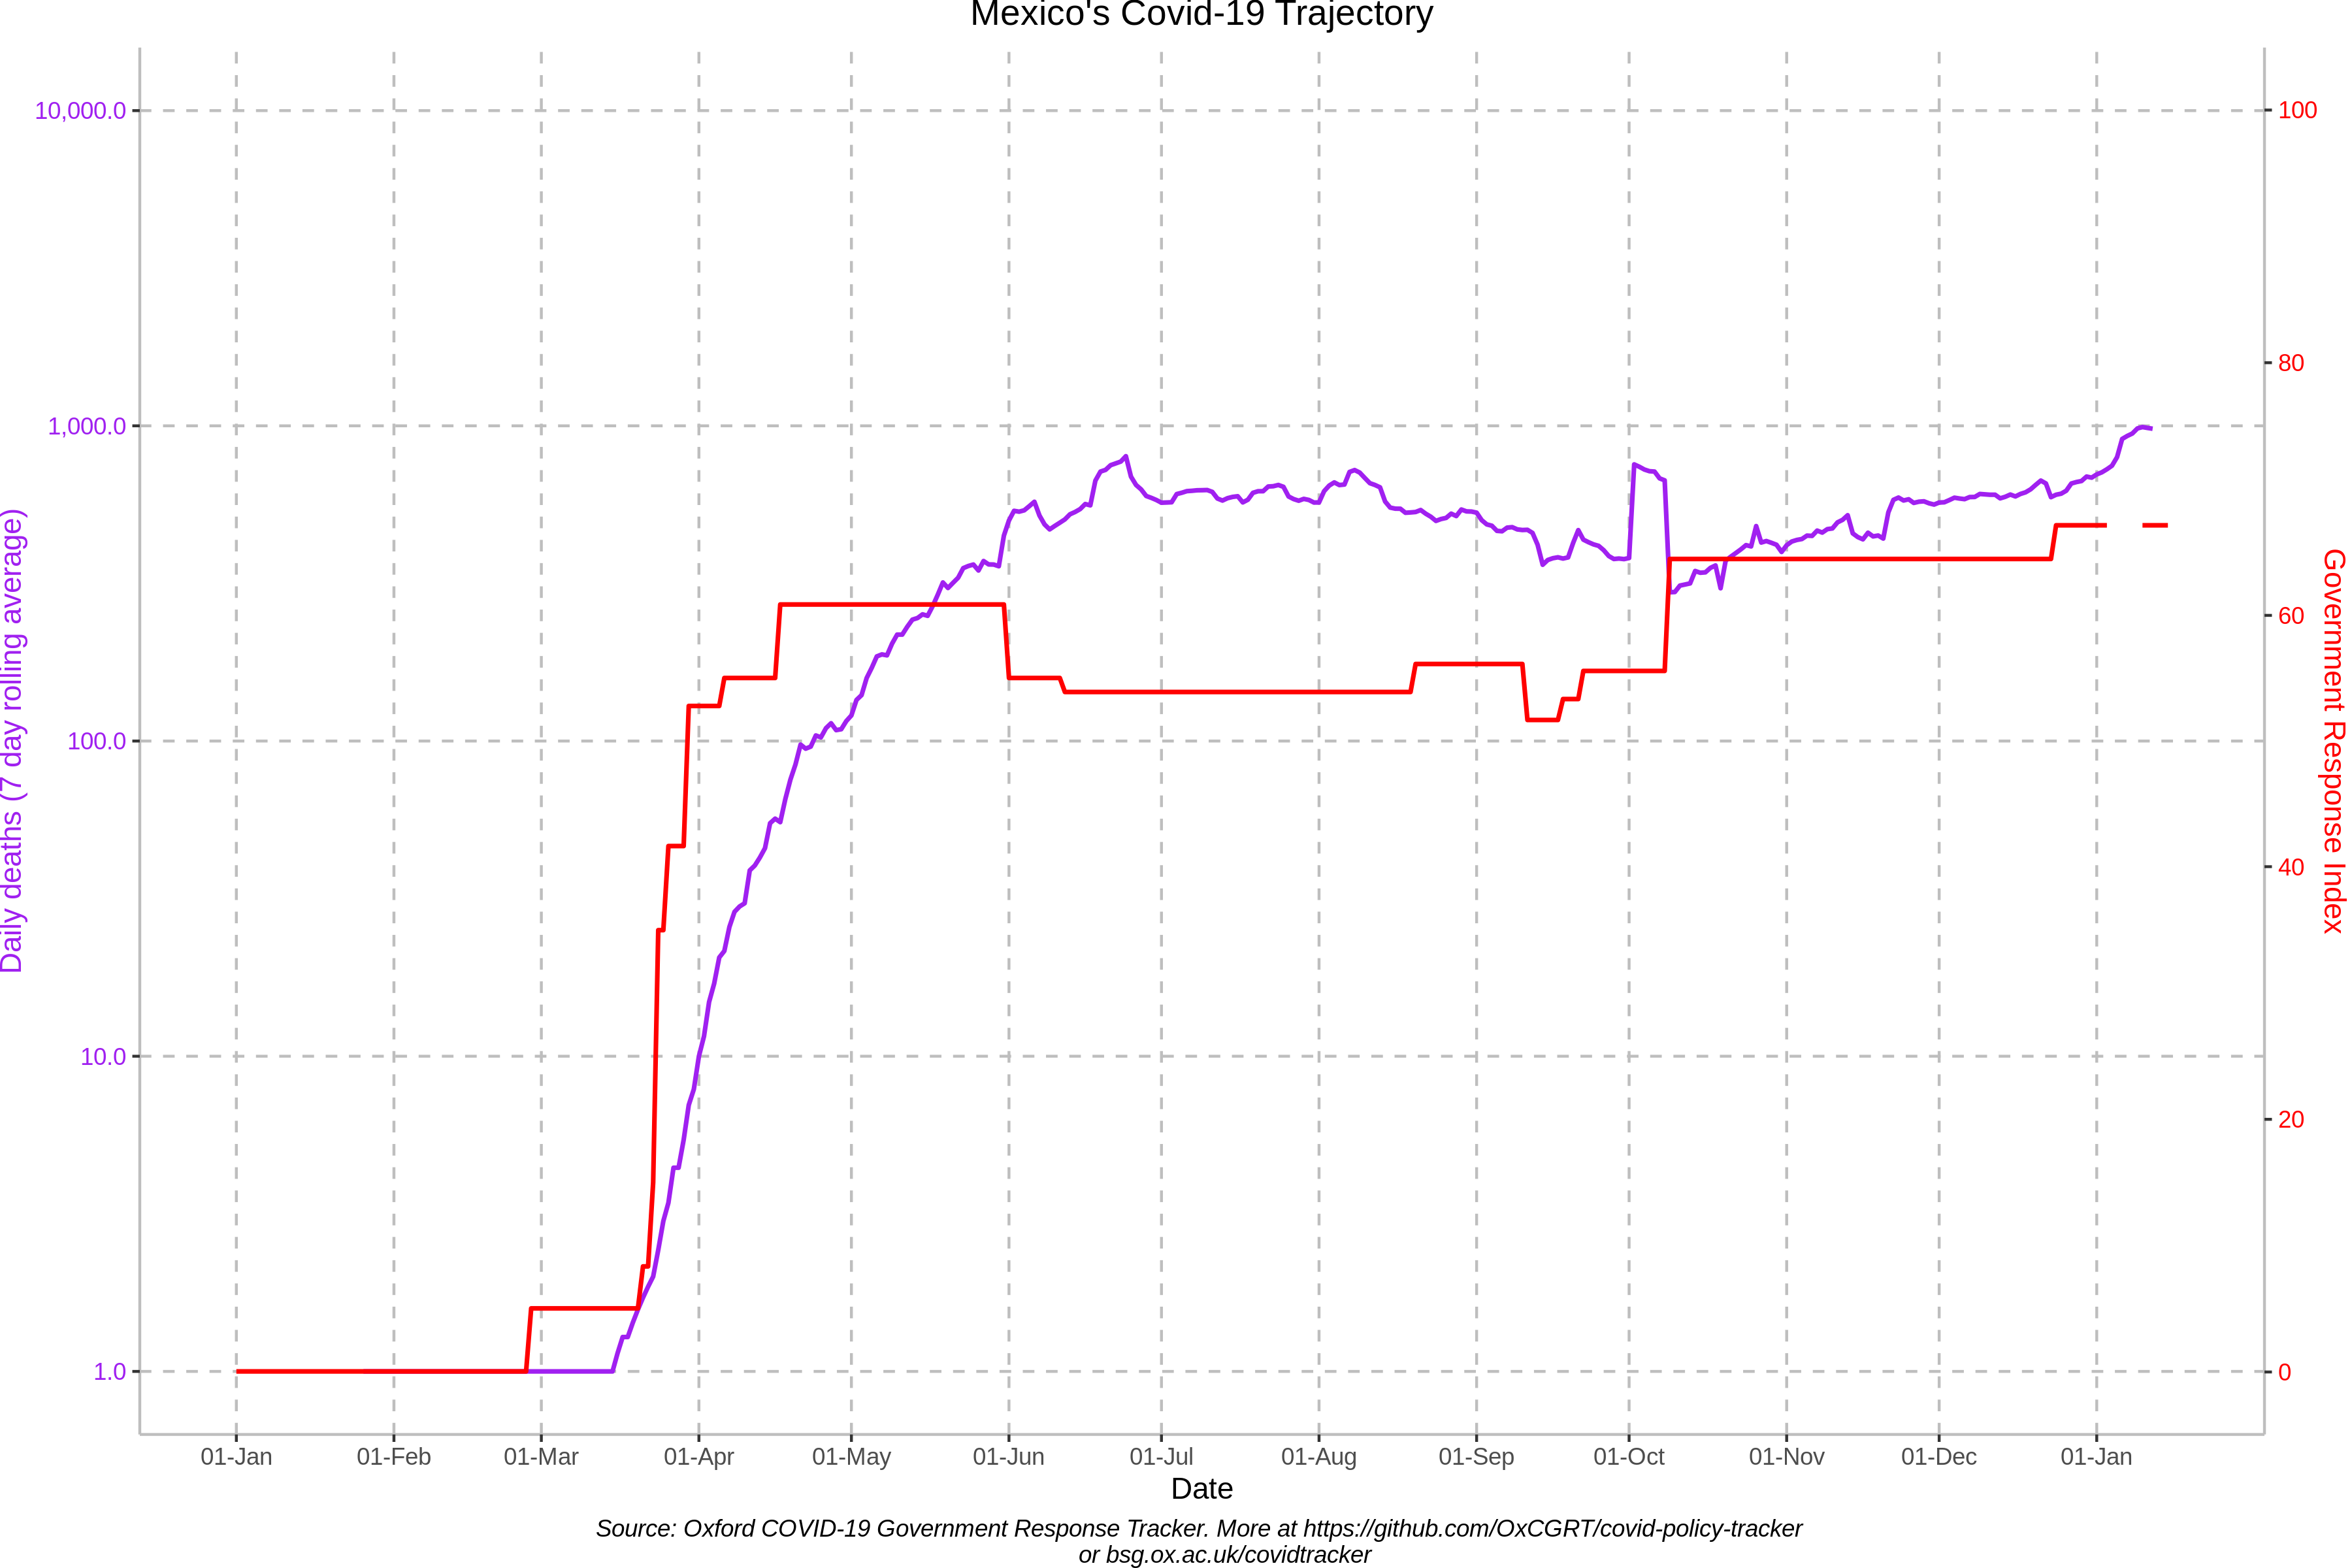 Mexico's Covid-19 Trajectory
10,000.0
1,000.0
100.0
10.0
1.0
Daily deaths (7 day rolling average)
100
80
60
40
20
0
Government Response Index
01-Jan 01-Feb 01-Mar 01-Apr 01-May 01-Jun 01-Jul 01-Aug 01-Sep 01-Oct 01-Nov 01-Dec 01-Jan
Date
Source: Oxford COVID-19 Government Response Tracker. More at https://github.com/OxCGRT/covid-policy-tracker
or bsg.ox.ac.uk/covidtracker